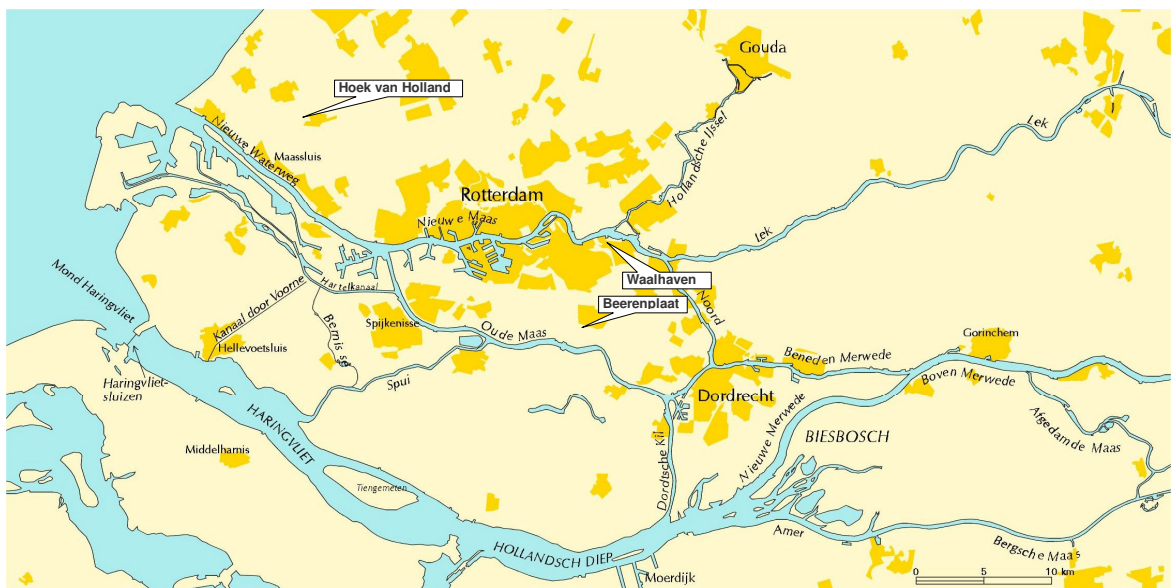 Gouda
Hoek van Holland
Nieuwe Waterweg
Maassluis
Hollandsche IJssel
Lek
Rotterdam
Nieuwe Maas
Lek
Mond Haringvliet
Waalhaven
Beerenplaat
Noord
Hartelkanaal
Kanaal door Voorne
Bernisse
Spijkenisse
Oude Maas
Gorinchem
Hellevoetsluis
Beneden Merwede
Boven Merwede
Haringvliet-
sluizen
Spui
Dordrecht
HARINGVLIET
Nieuwe Merwede
BIESBOSCH
Afgedamde Maas
Middelharnis
Dordtsche Kil
Tiengemeten
Amer
HOLLANDSCH DIEP
Bergsche Maas
Moerdijk
0 5 10 km